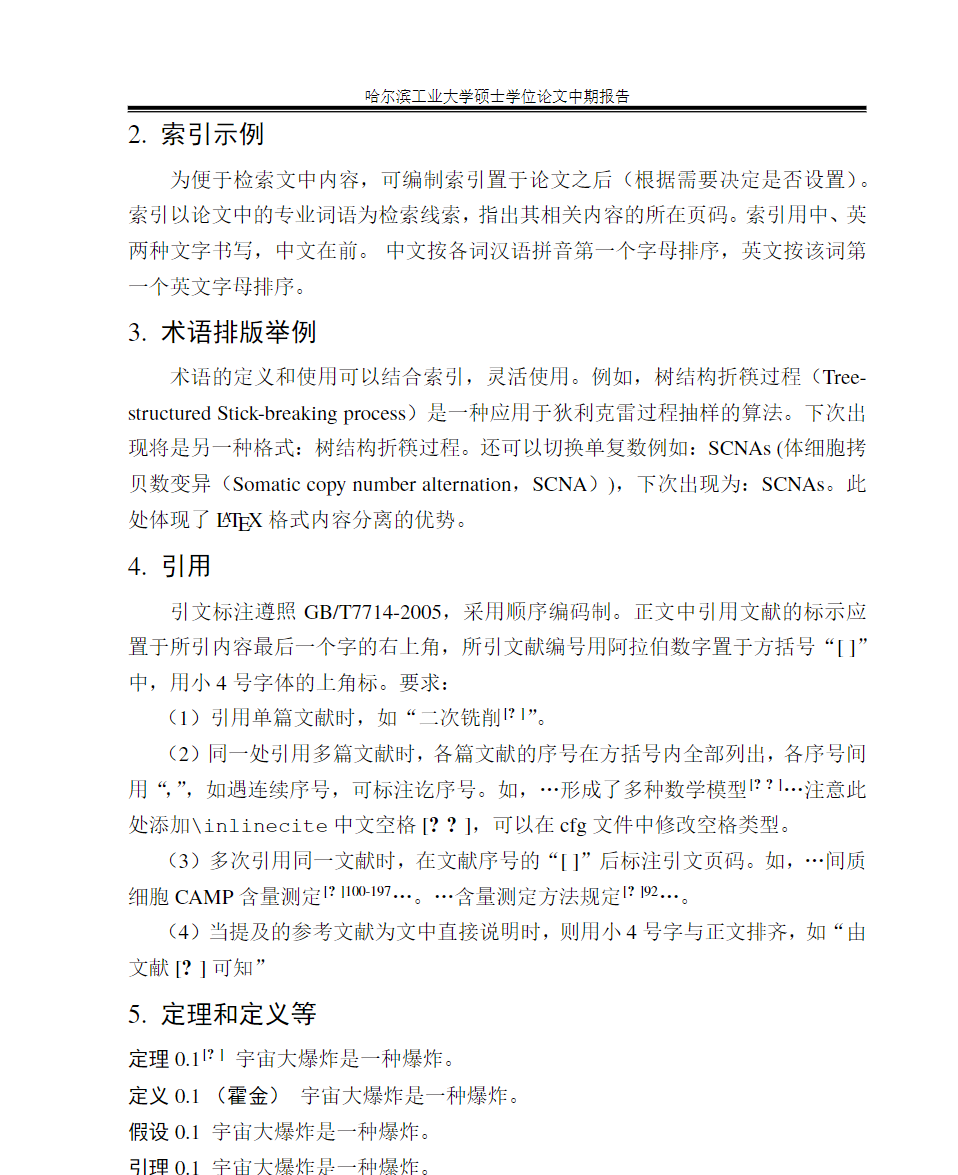 哈尔滨工业大学硕士学位论文中期报告
2. 索引示例
为便于检索文中内容，可编制索引置于论文之后（根据需要决定是否设置）。
索引以论文中的专业词语为检索线索，指出其相关内容的所在页码。索引用中、英
两种文字书写，中文在前。 中文按各词汉语拼音第一个字母排序，英文按该词第
一个英文字母排序。
3. 术语排版举例
术语的定义和使用可以结合索引，灵活使用。例如，树结构折筷过程（Tree-
structured Stick-breaking process）是一种应用于狄利克雷过程抽样的算法。下次出
现将是另一种格式：树结构折筷过程。还可以切换单复数例如：SCNAs (体细胞拷
贝数变异（Somatic copy number alternation，SCNA）)，下次出现为：SCNAs。此
处体现了 LATEX 格式内容分离的优势。
4. 引用
引文标注遵照 GB/T7714-2005，采用顺序编码制。正文中引用文献的标示应
置于所引内容最后一个字的右上角，所引文献编号用阿拉伯数字置于方括号“[ ]”
中，用小 4 号字体的上角标。要求：
（1）引用单篇文献时，如“二次铣削[? ]”。
（2）同一处引用多篇文献时，各篇文献的序号在方括号内全部列出，各序号间
用“，”，如遇连续序号，可标注讫序号。如，…形成了多种数学模型[? ? ]…注意此
处添加\inlinecite 中文空格 [? ? ]，可以在 cfg 文件中修改空格类型。
（3）多次引用同一文献时，在文献序号的“[ ]”后标注引文页码。如，…间质
细胞 CAMP 含量测定[? ]100-197…。…含量测定方法规定[? ]92…。
（4）当提及的参考文献为文中直接说明时，则用小 4 号字与正文排齐，如“由
文献 [? ] 可知”
5. 定理和定义等
定理 0.1[? ] 宇宙大爆炸是一种爆炸。
定义 0.1 （霍金） 宇宙大爆炸是一种爆炸。
假设 0.1 宇宙大爆炸是一种爆炸。
引理 0.1 宇宙大爆炸是一种爆炸。